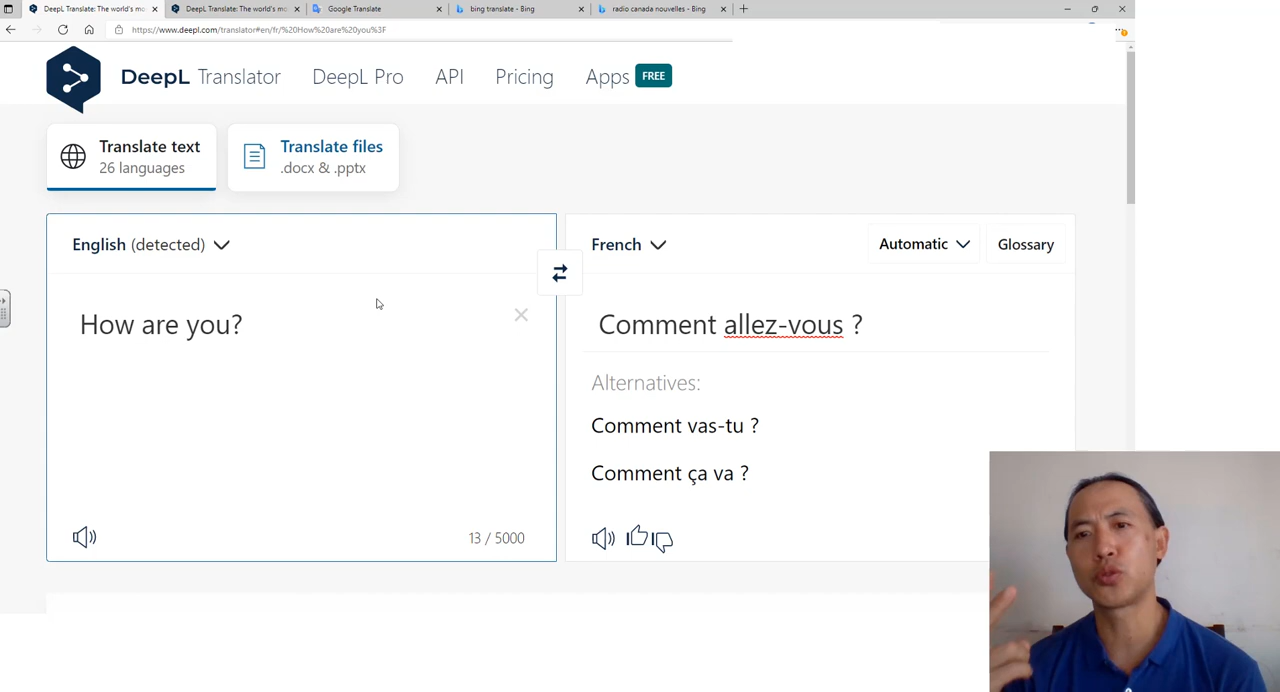 DeepL Translate: The world's mo
DeepL Translate: The world's mo
Google Translate
bing translate - Bing
radio canada nouvelles - Bing
https://www.deepl.com/translator#en/fr/%20How%20are%20you%3F
DeepL Translator
DeepL Pro
API
Pricing
Apps FREE
Translate text
26 languages
Translate files
.docx & .pptx
English (detected)
French
Automatic
Glossary
How are you?
Comment allez-vous ?
Alternatives:
Comment vas-tu ?
Comment ça va ?
13 / 5000